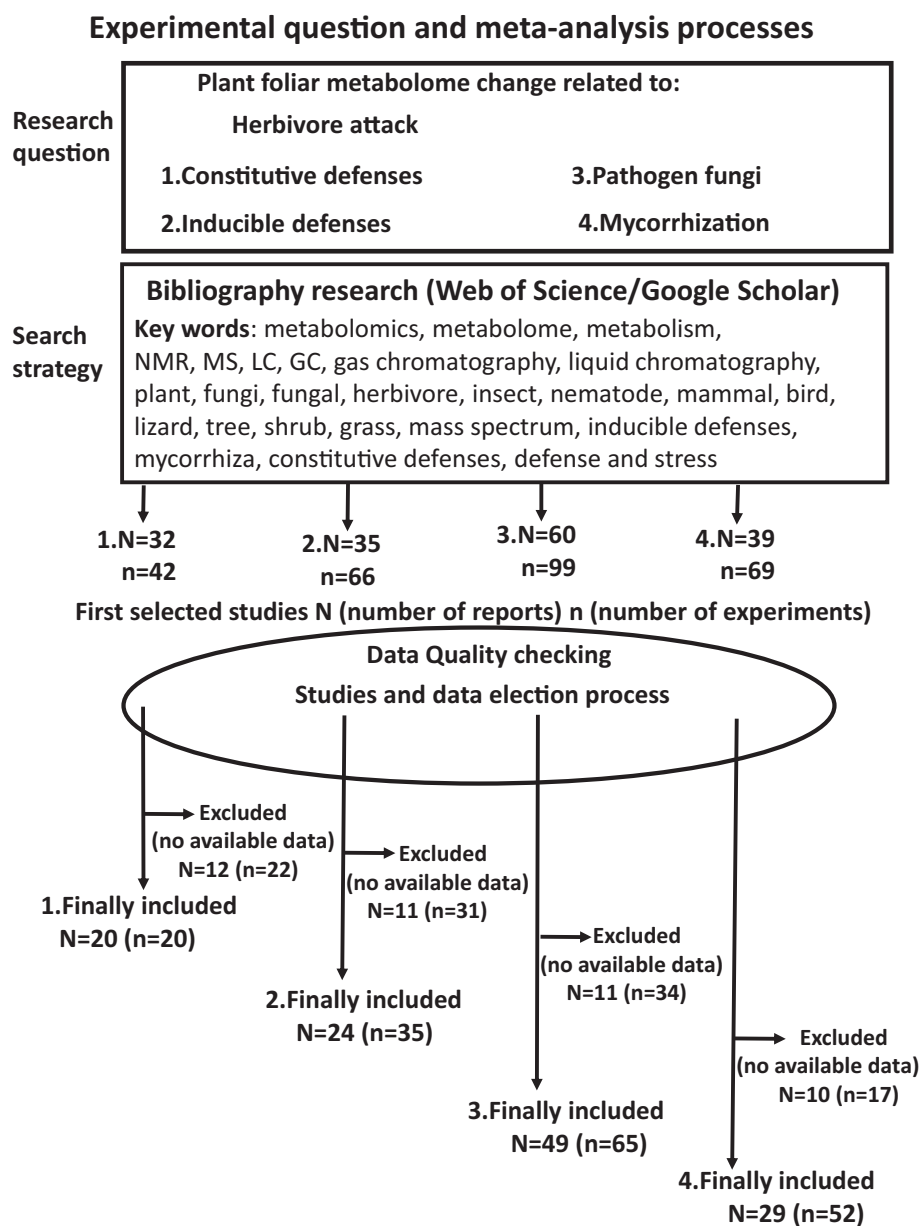 Experimental question and meta-analysis processes
Research
question
Plant foliar metabolome change related to:
Herbivore attack
1.Constitutive defenses
3.Pathogen fungi
2.Inducible defenses
4.Mycorrhization
Search
strategy
Bibliography research (Web of Science/Google Scholar)
Key words: metabolomics, metabolome, metabolism,
NMR, MS, LC, GC, gas chromatography, liquid chromatography,
plant, fungi, fungal, herbivore, insect, nematode, mammal, bird,
lizard, tree, shrub, grass, mass spectrum, inducible defenses,
mycorrhiza, constitutive defenses, defense and stress
1.N=32
n=42
2.N=35
n=66
3.N=60
n=99
4.N=39
n=69
First selected studies N (number of reports) n (number of experiments)
Data Quality checking
Studies and data election process
Excluded
(no available data)
N=12 (n=22)
1.Finally included
N=20 (n=20)
Excluded
(no available data)
N=11 (n=31)
2.Finally included
N=24 (n=35)
Excluded
(no available data)
N=11 (n=34)
3.Finally included
N=49 (n=65)
Excluded
(no available data)
N=10 (n=17)
4.Finally included
N=29 (n=52)